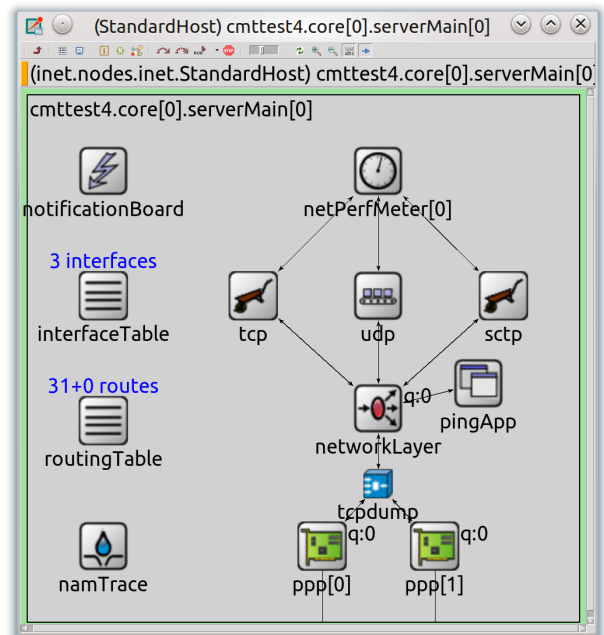 (StandardHost) cmttest4.core[0].serverMain[0]
(inet.nodes.inet.StandardHost) cmttest4.core[0].serverMain[0]
cmttest4.core[0].serverMain[0]
notificationBoard
netPerfMeter[0]
3 interfaces
interfaceTable
tcp
udp
sctp
31+0 routes
q:0
pingApp
routingTable
networkLayer
tcpdump
q:0
q:0
namTrace
ppp[0]
ppp[1]